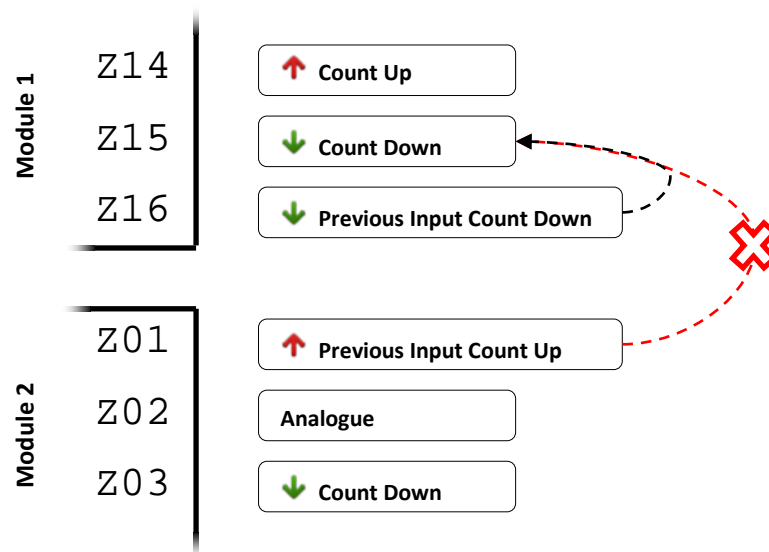 Module 1
Z14
Count Up
Z15
Count Down
Z16
Previous Input Count Down
Module 2
Z01
Previous Input Count Up
Z02
Analogue
Z03
Count Down